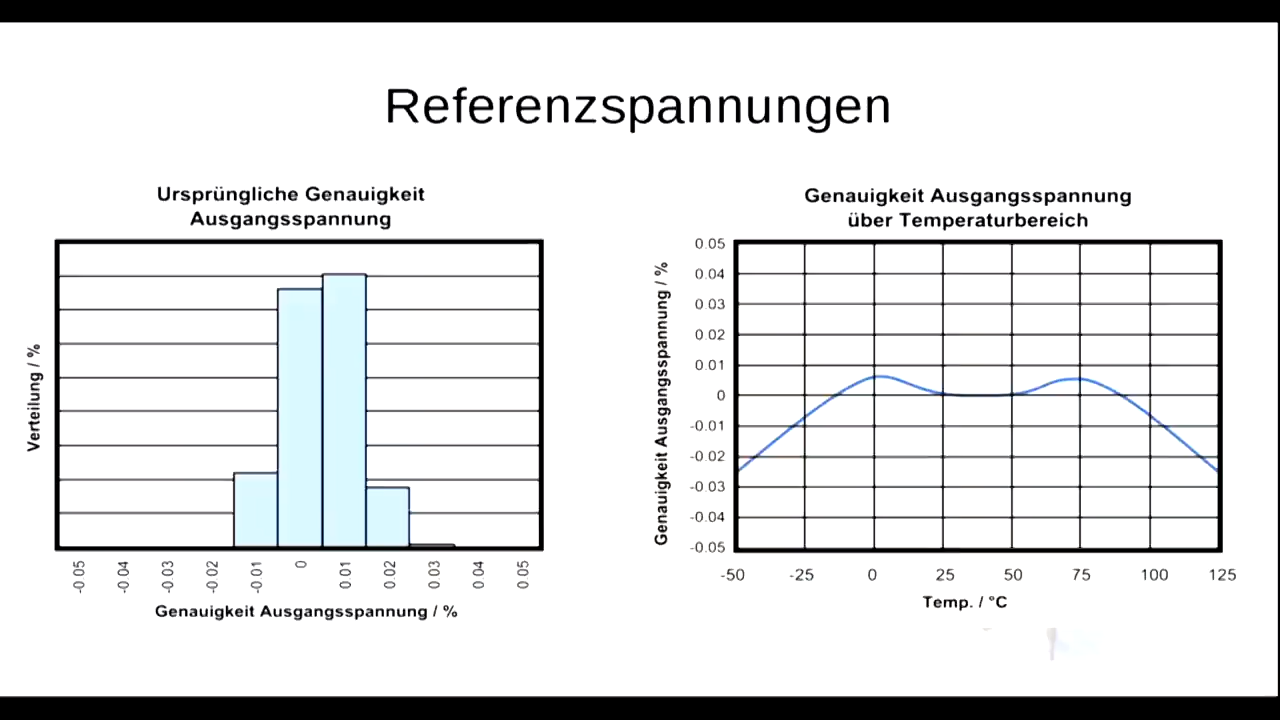 Referenzspannungen
Ursprüngliche Genauigkeit
Ausgangsspannung
Verteilung / %
-0.05 -0.04 -0.03 -0.02 -0.01 0 0.01 0.02 0.03 0.04 0.05
Genauigkeit Ausgangsspannung / %
Genauigkeit Ausgangsspannung
über Temperaturbereich
Genauigkeit Ausgangsspannung / %
0.05
0.04
0.03
0.02
0.01
0
-0.01
-0.02
-0.03
-0.04
-0.05
-50 -25 0 25 50 75 100 125
Temp. / °C